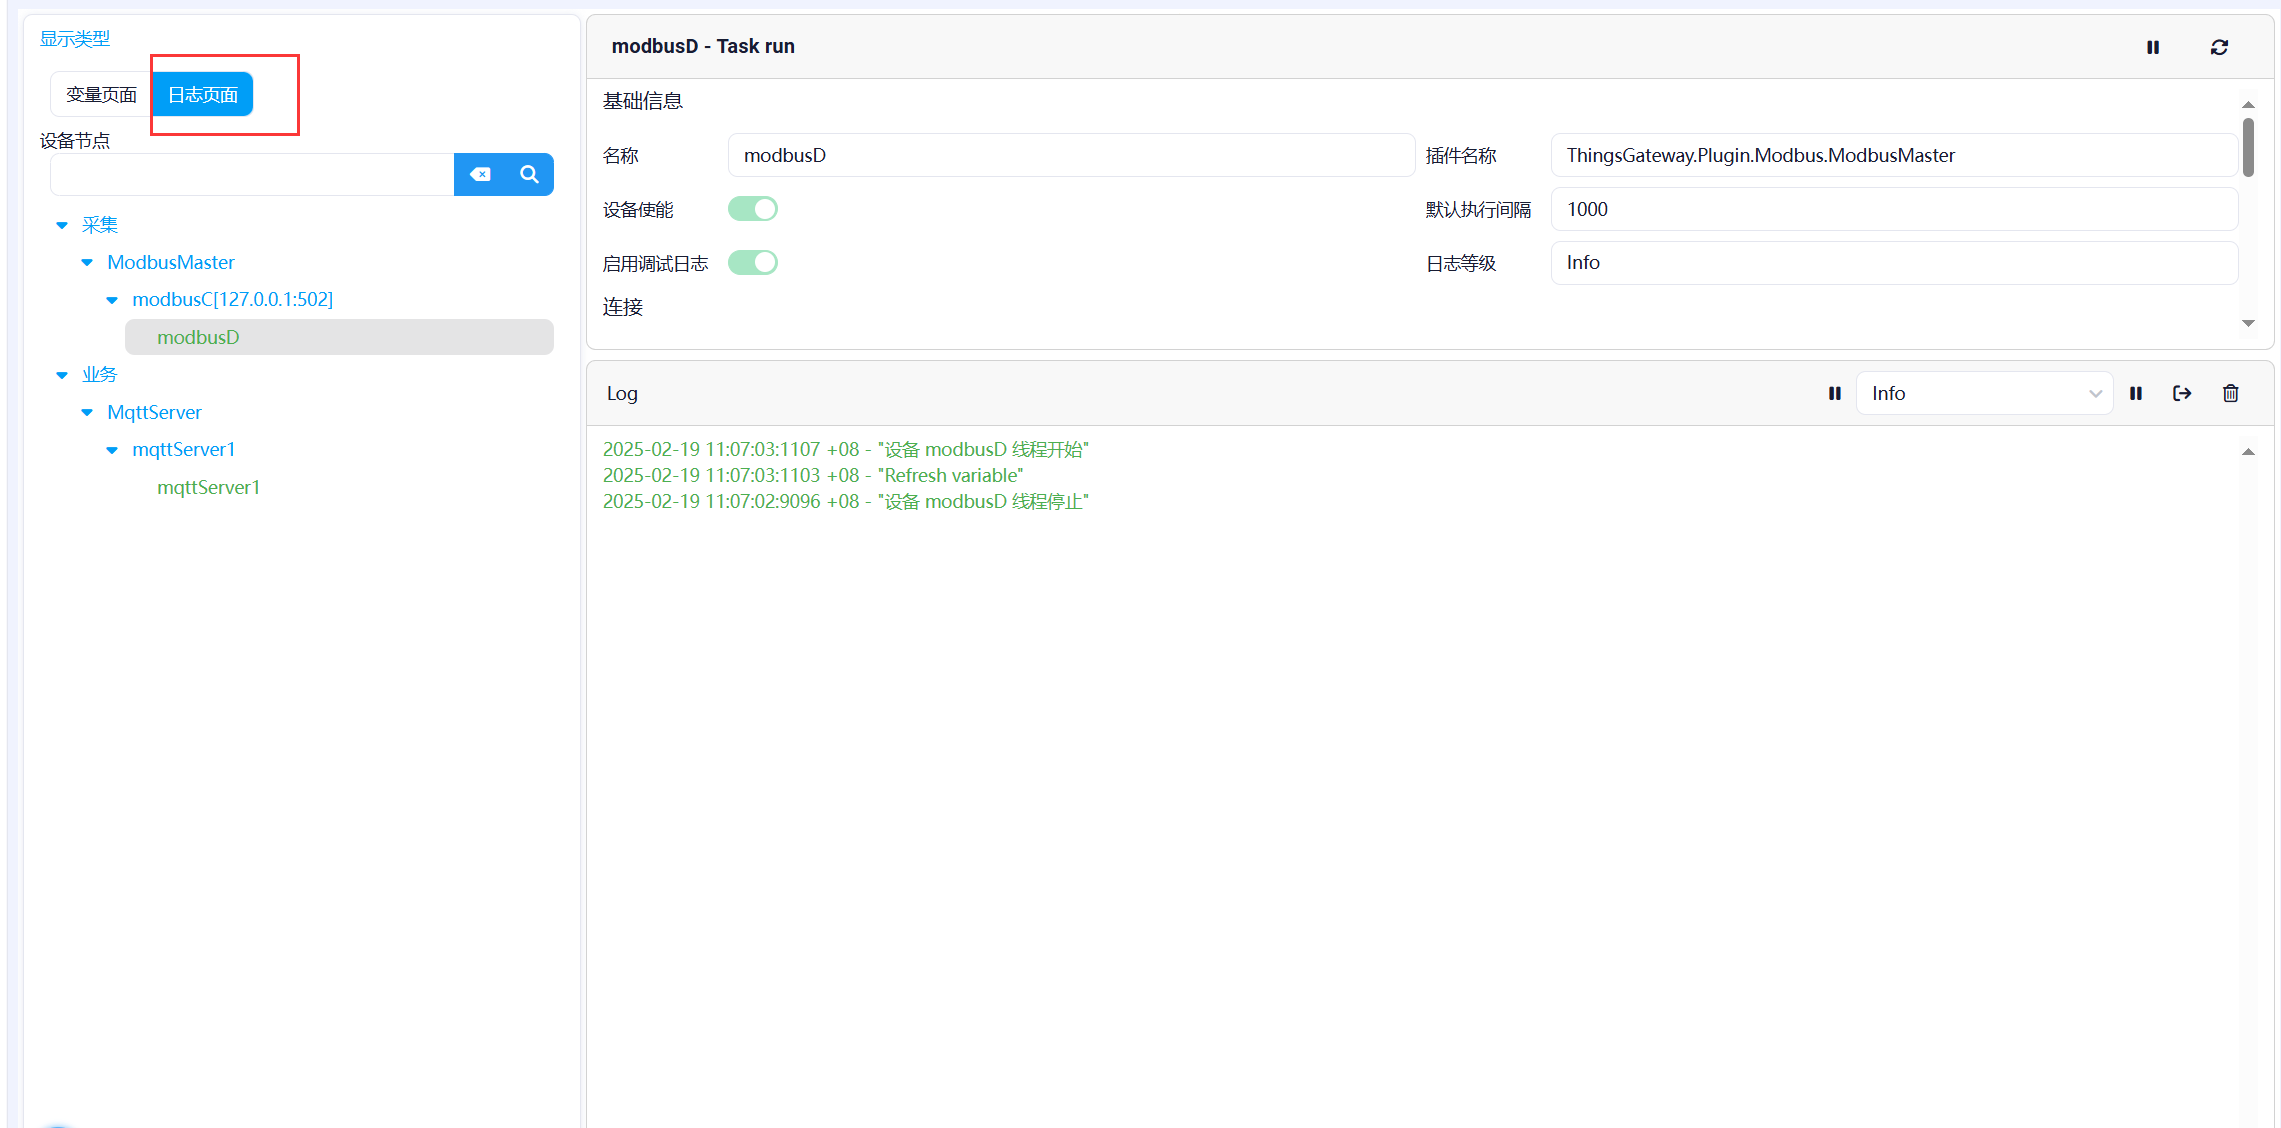 显示类型
变量页面 日志页面
设备节点
采集
ModbusMaster
modbusC[127.0.0.1:502]
modbusD
业务
MqttServer
mqttServer1
mqttServer1
modbusD - Task run
基础信息
名称 modbusD 插件名称 ThingsGateway.Plugin.Modbus.ModbusMaster
设备使能 默认执行间隔 1000
启用调试日志 日志等级 Info
连接
Log Info
2025-02-19 11:07:03:1107 +08 - "设备 modbusD 线程开始"
2025-02-19 11:07:03:1103 +08 - "Refresh variable"
2025-02-19 11:07:02:9096 +08 - "设备 modbusD 线程停止"